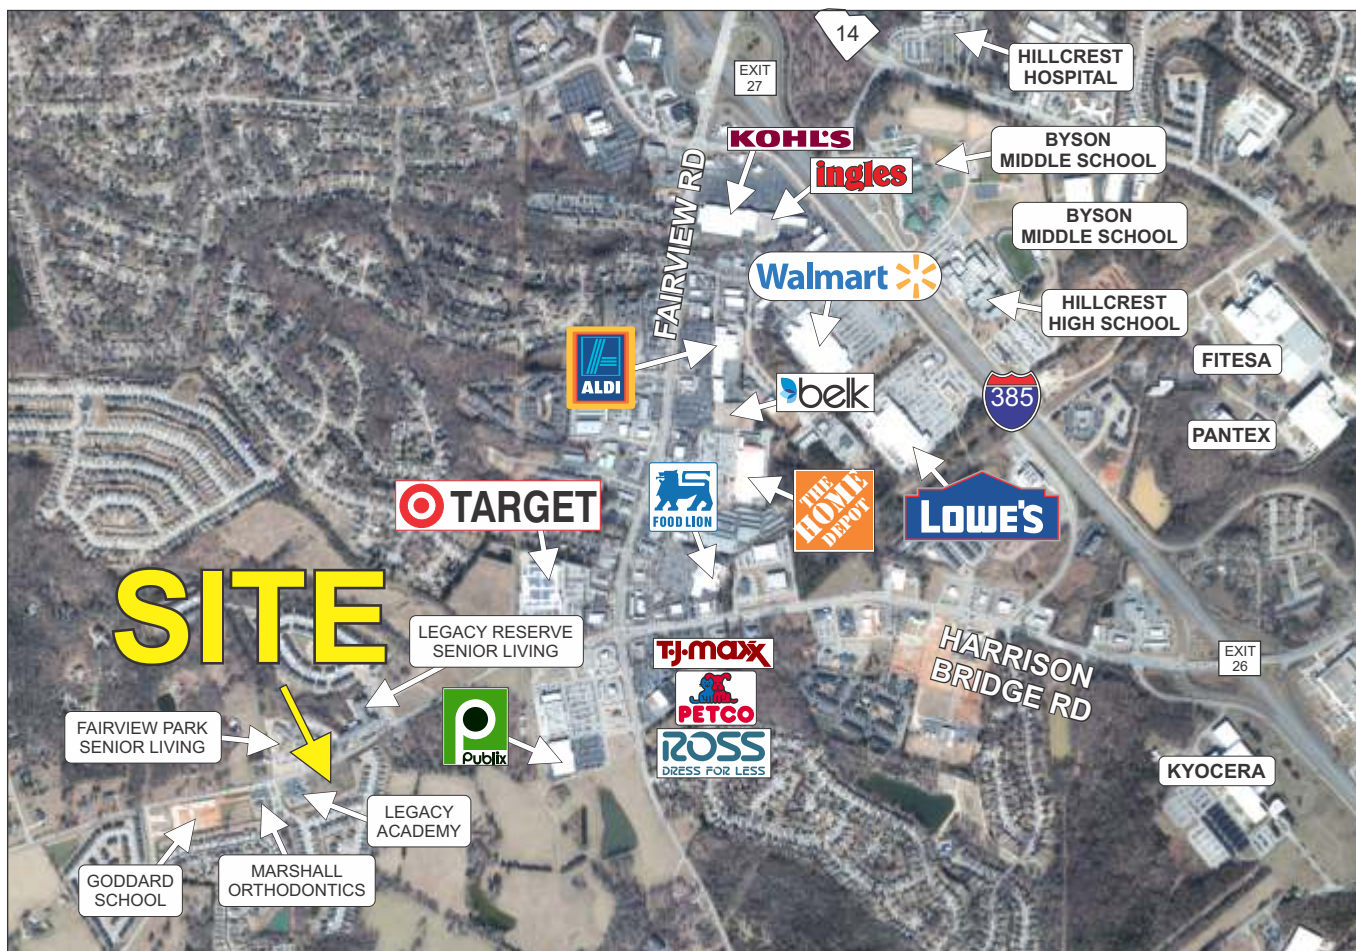 14
HILLCREST
HOSPITAL
EXIT
27
KOHL'S
BYSON
MIDDLE SCHOOL
ingles
FAIRVIEW RD
BYSON
MIDDLE SCHOOL
Walmart
HILLCREST
HIGH SCHOOL
FITESA
ALDI
belk
385
PANTEX
TARGET
FOOD LION
THE
HOME
DEPOT
LOWE'S
SITE
LEGACY RESERVE
SENIOR LIVING
T•J•maxx
HARRISON
BRIDGE RD
EXIT
26
PETCO
FAIRVIEW PARK
SENIOR LIVING
P
Publix
ROSS
DRESS FOR LESS
KYOCERA
LEGACY
ACADEMY
GODDARD
SCHOOL
MARSHALL
ORTHODONTICS